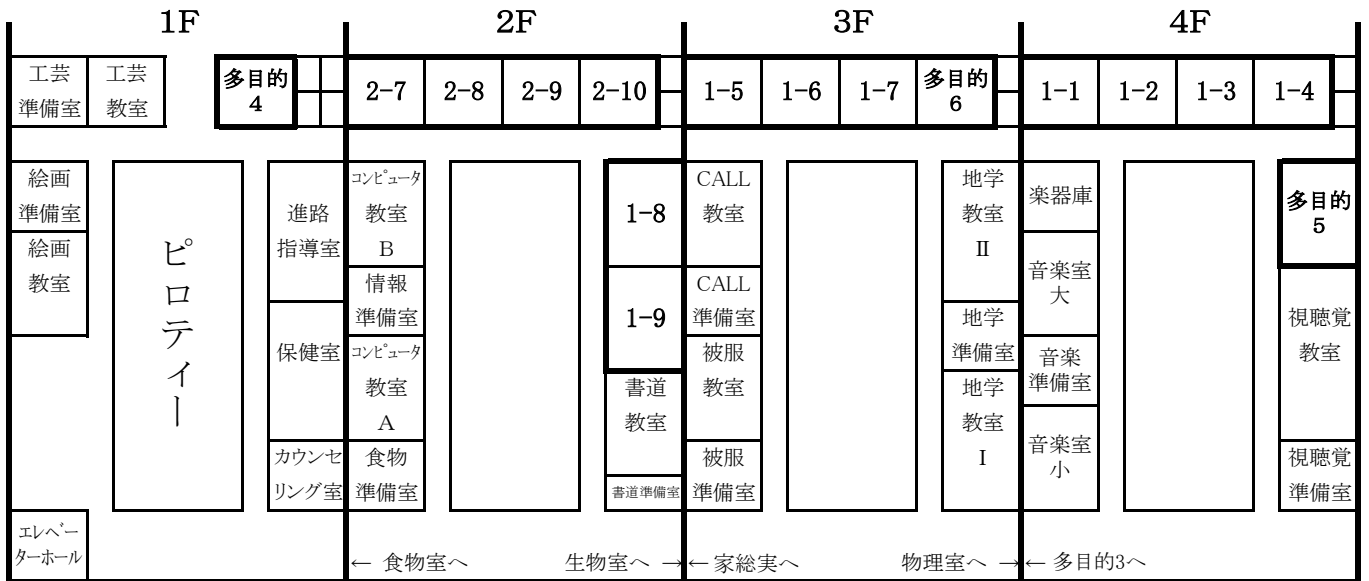 1F
2F
3F
4F
工芸
準備室
工芸
教室
多目的
4
2-7
2-8
2-9
2-10
1-5
1-6
1-7
多目的
6
1-1
1-2
1-3
1-4
絵画
準備室
絵画
教室
エレベー
ターホール
ピロティー
進路
指導室
保健室
カウンセ
リング室
コンピュータ
教室
B
情報
準備室
コンピュータ
教室
A
食物
準備室
1-8
1-9
書道
教室
書道準備室
← 食物室へ
生物室へ →
CALL
教室
CALL
準備室
被服
教室
被服
準備室
地学
教室
Ⅱ
地学
準備室
地学
教室
Ⅰ
← 家総実へ
物理室へ →
楽器庫
音楽室
大
音楽
準備室
音楽室
小
多目的
5
視聴覚
教室
視聴覚
準備室
← 多目的3へ